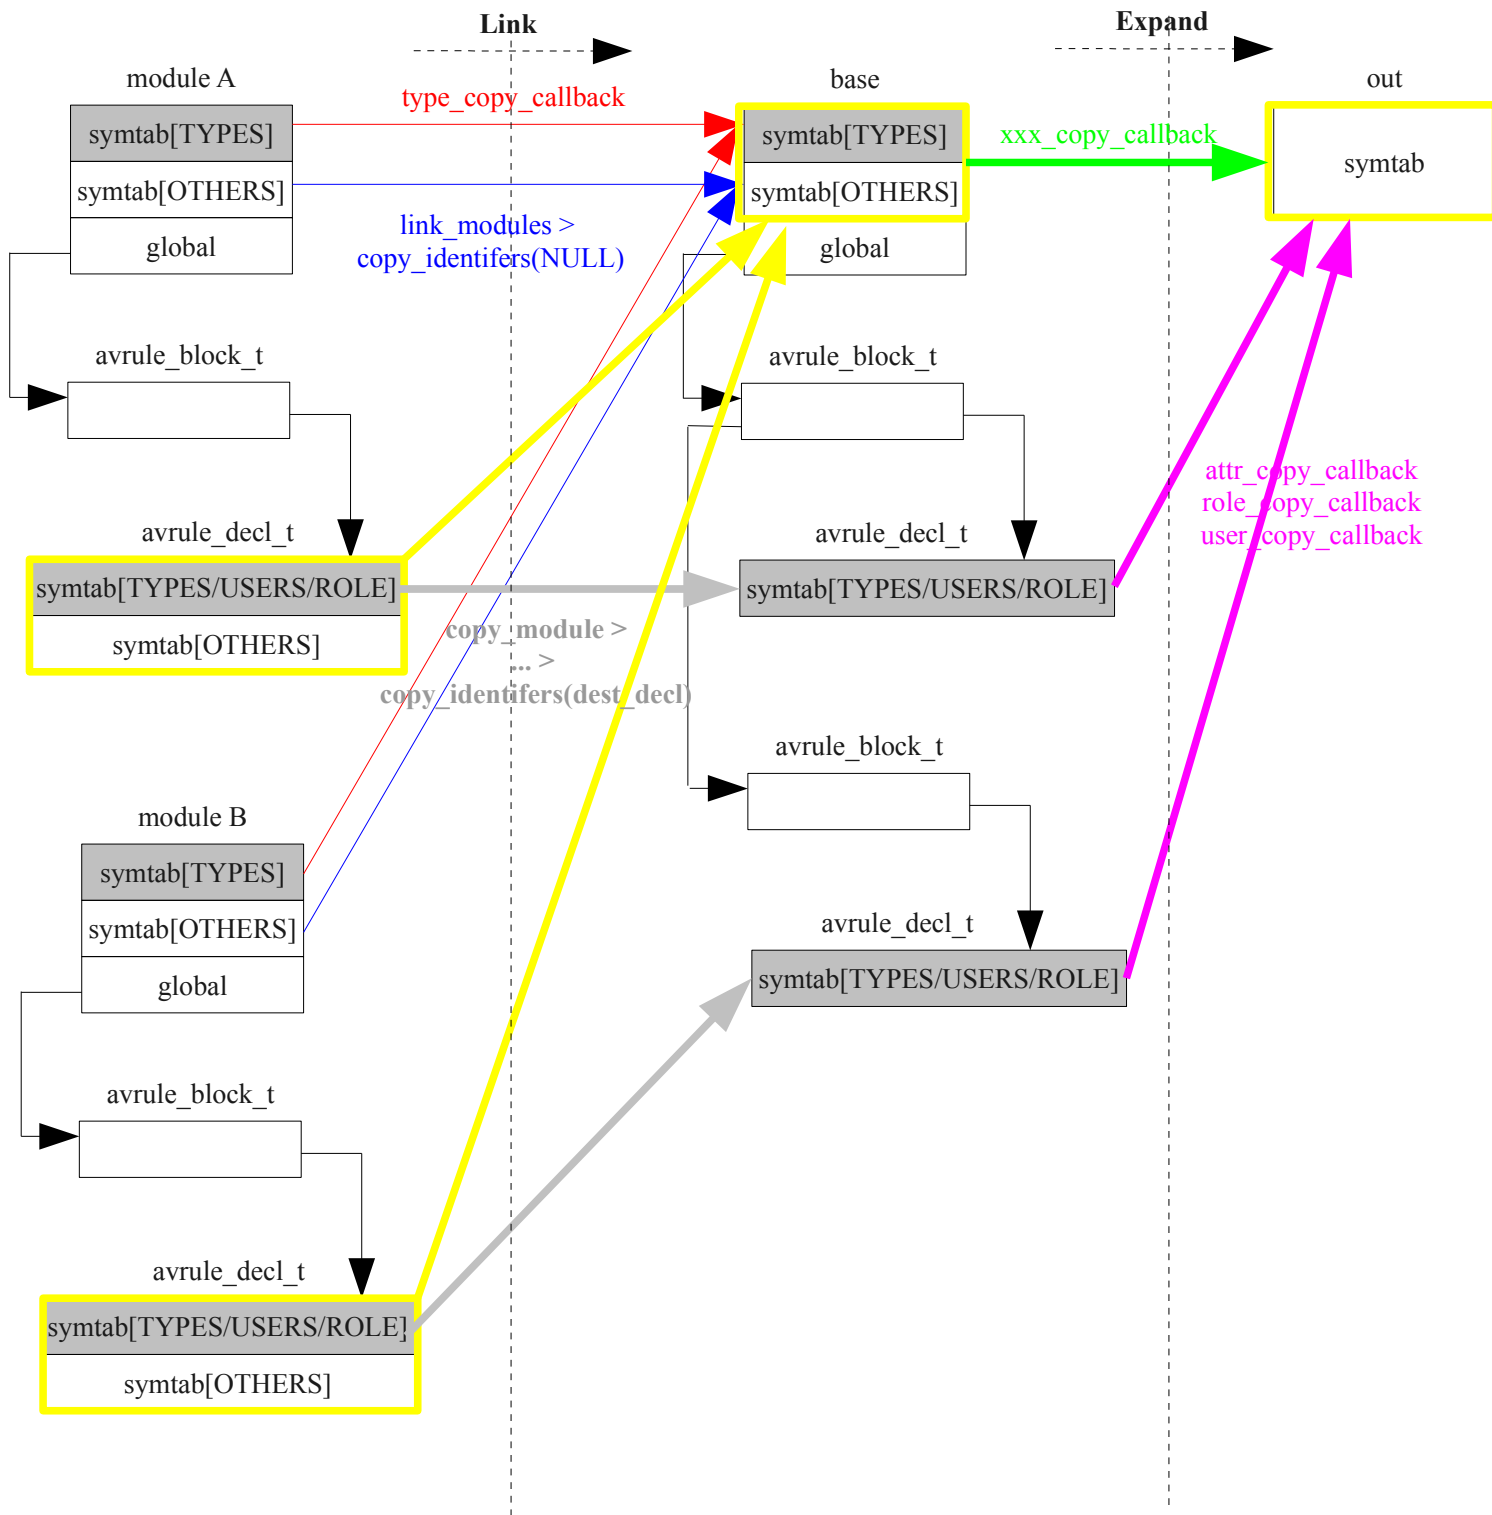 Link
Expand
module A
base
out
type_copy_callback
symtab[TYPES]
symtab[TYPES]
xxx_copy_callback
symtab
symtab[OTHERS]
symtab[OTHERS]
link_modules >
copy_identifers(NULL)
global
global
avrule_block_t
avrule_block_t
attr_copy_callback
role_copy_callback
user_copy_callback
avrule_decl_t
avrule_decl_t
symtab[TYPES/USERS/ROLE]
symtab[TYPES/USERS/ROLE]
symtab[OTHERS]
copy_module >
... >
copy_identifers(dest_decl)
avrule_block_t
module B
symtab[TYPES]
symtab[OTHERS]
avrule_decl_t
global
symtab[TYPES/USERS/ROLE]
avrule_block_t
avrule_decl_t
symtab[TYPES/USERS/ROLE]
symtab[OTHERS]